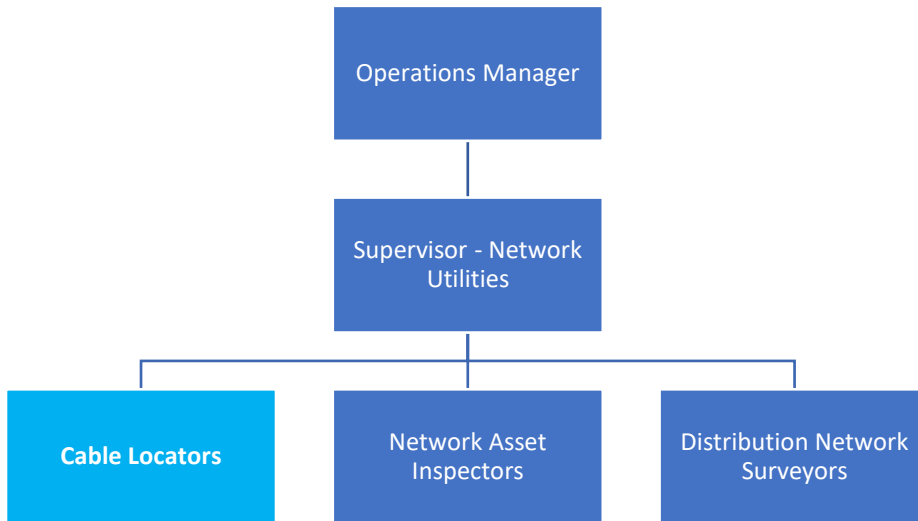 Operations Manager
Supervisor - Network
Utilities
Cable Locators
Network Asset
Inspectors
Distribution Network
Surveyors